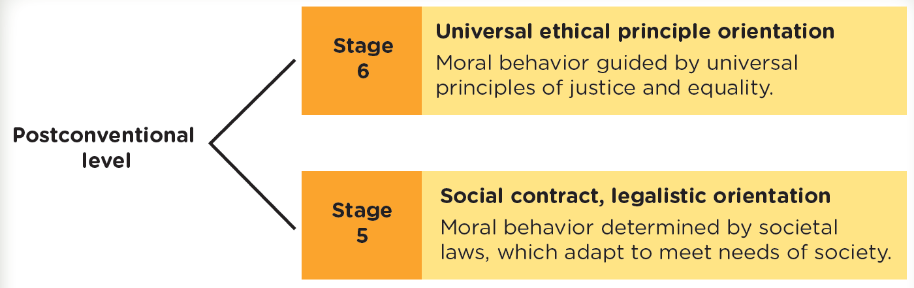 Postconventional
level
Stage
6
Universal ethical principle orientation
Moral behavior guided by universal
principles of justice and equality.
Stage
5
Social contract, legalistic orientation
Moral behavior determined by societal
laws, which adapt to meet needs of society.